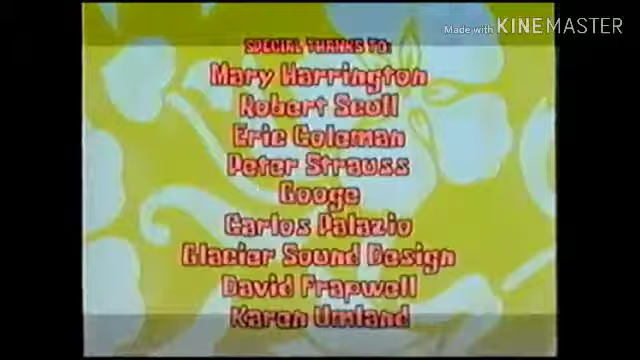 Made with KINEMASTER
SPECIAL THANKS TO:
Mary Harrington
Robert Scull
Eric Coleman
Peter Strauss
Googe
Carlos Palazio
Glacier Sound Design
David Frapwell
Karen Umland